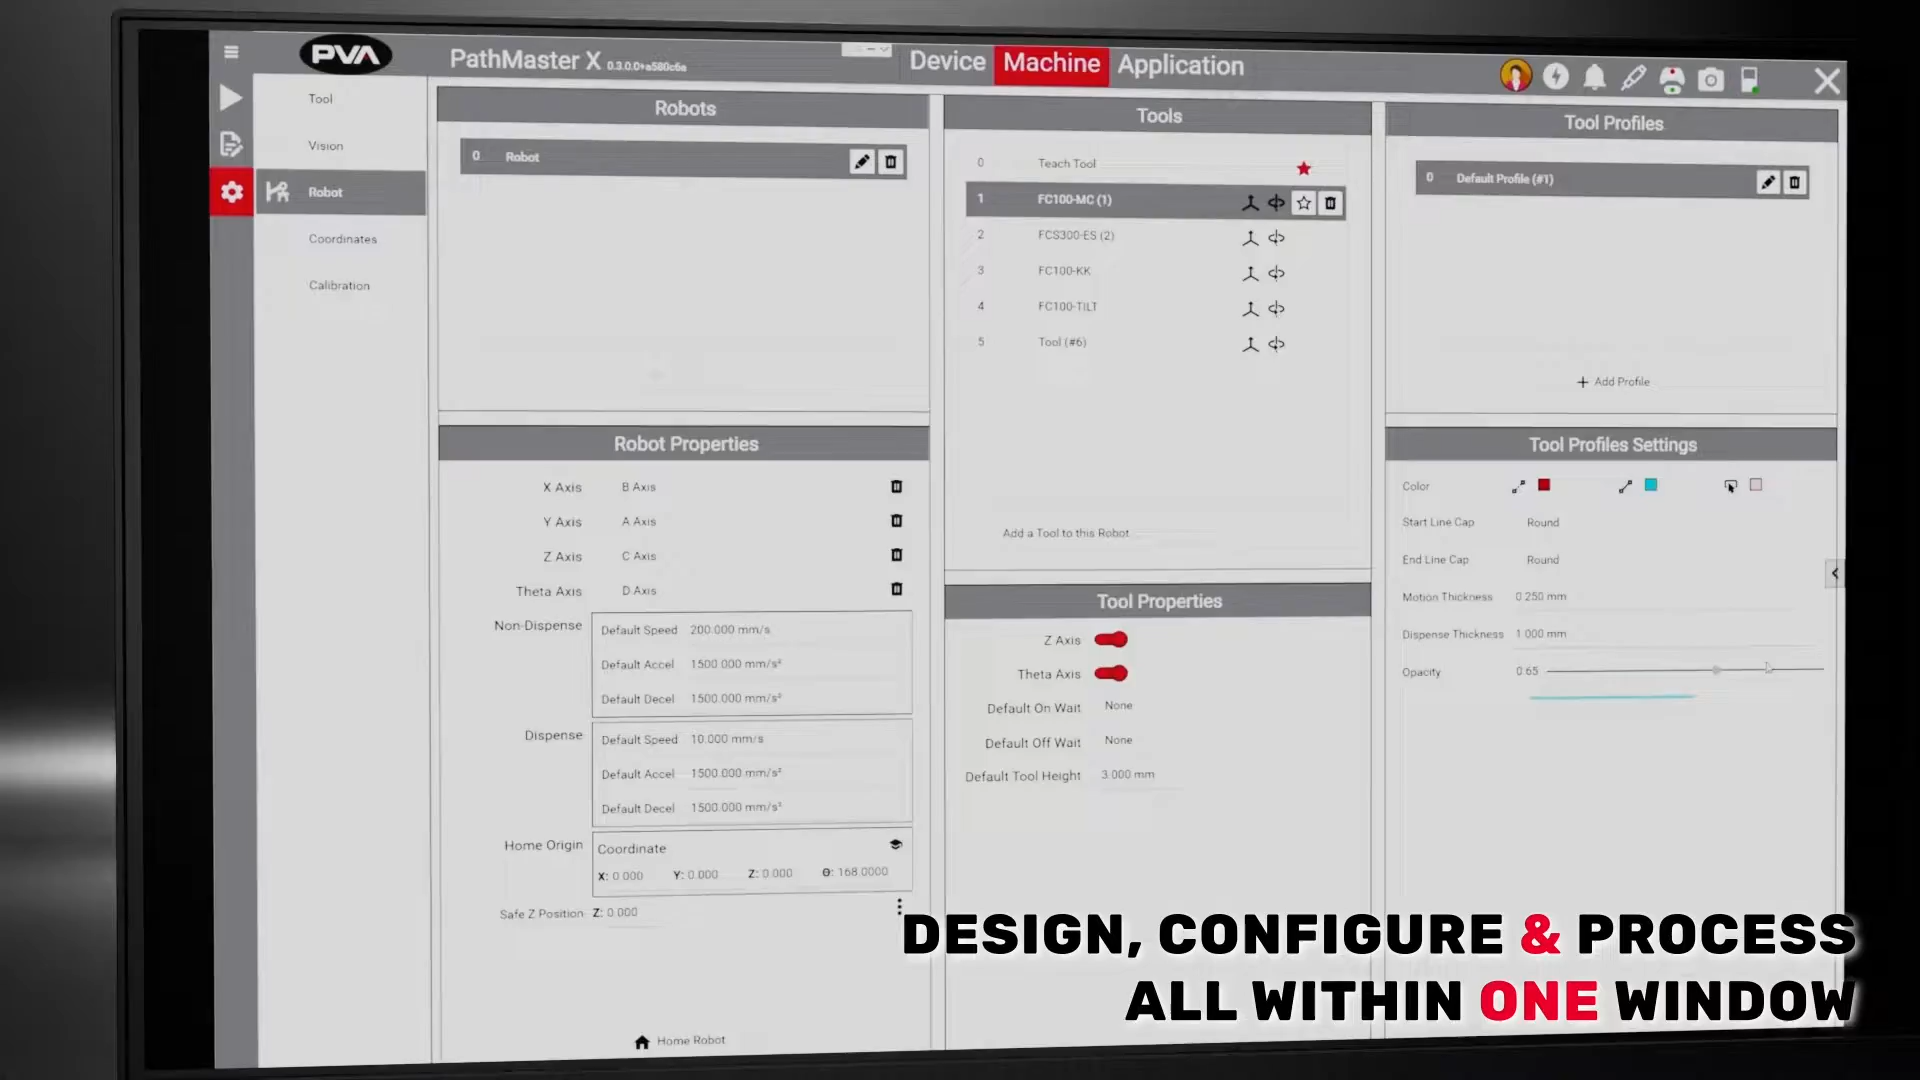 PVA
PathMaster X 0.3.0.0+a580c6a
Device Machine Application
Tool
Vision
Robot
Coordinates
Calibration
Robots
0 Robot
Robot Properties
X Axis B Axis
Y Axis A Axis
Z Axis C Axis
Theta Axis D Axis
Non-Dispense
Default Speed 200.000 mm/s
Default Accel 1500.000 mm/s²
Default Decel 1500.000 mm/s²
Dispense
Default Speed 10.000 mm/s
Default Accel 1500.000 mm/s²
Default Decel 1500.000 mm/s²
Home Origin
Coordinate
X: 0.000 Y: 0.000 Z: 0.000 Θ: 168.0000
Safe Z Position Z: 0.000
Home Robot
Tools
0 Teach Tool
1 FC100-MC (1)
2 FCS300-ES (2)
3 FC100-KK
4 FC100-TILT
5 Tool (#6)
Add a Tool to this Robot
Tool Properties
Z Axis
Theta Axis
Default On Wait None
Default Off Wait None
Default Tool Height 3.000 mm
Tool Profiles
0 Default Profile (#1)
+ Add Profile
Tool Profiles Settings
Color
Start Line Cap Round
End Line Cap Round
Motion Thickness 0.250 mm
Dispense Thickness 1.000 mm
Opacity 0.65
DESIGN, CONFIGURE & PROCESS
ALL WITHIN ONE WINDOW